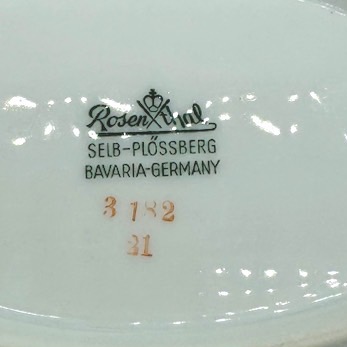 Rosenthal
SELB-PLÖSSBERG
BAVARIA-GERMANY
3 182
31